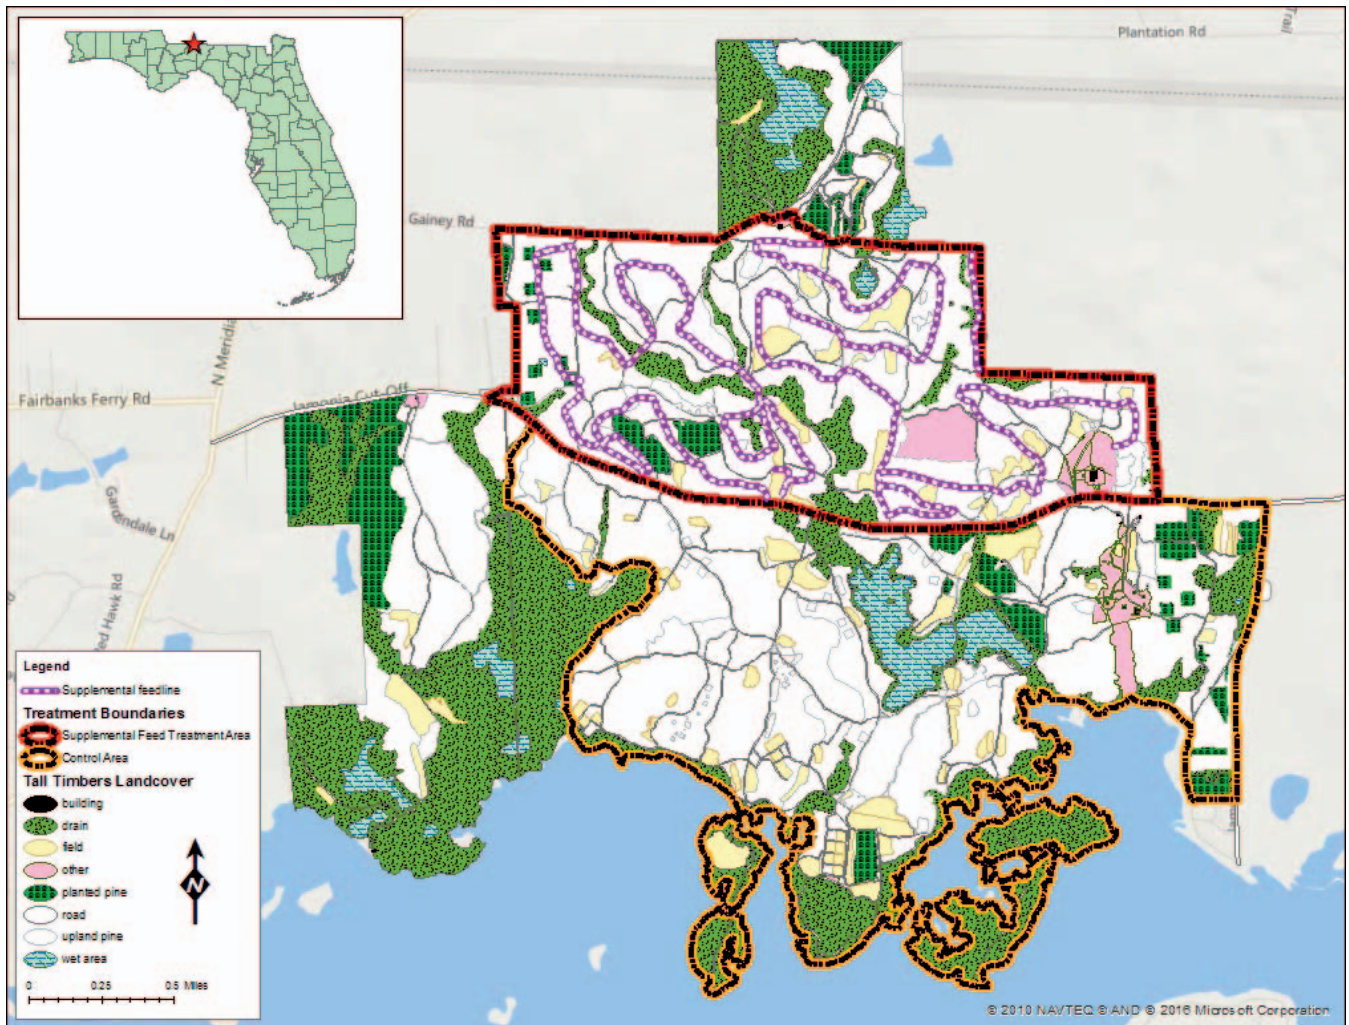 Plantation Rd
Trail
Gainey Rd
N Meridia
Jamonia Cut-Off
Fairbanks Ferry Rd
Gardendale Ln
Red Hawk Rd
Legend
Supplemental feedline
Treatment Boundaries
Supplemental Feed Treatment Area
Control Area
Tall Timbers Landcover
building
drain
field
other
planted pine
road
upland pine
wet area
N
0 0.25 0.5 Miles
© 2010 NAVTEQ © AND © 2016 Microsoft Corporation